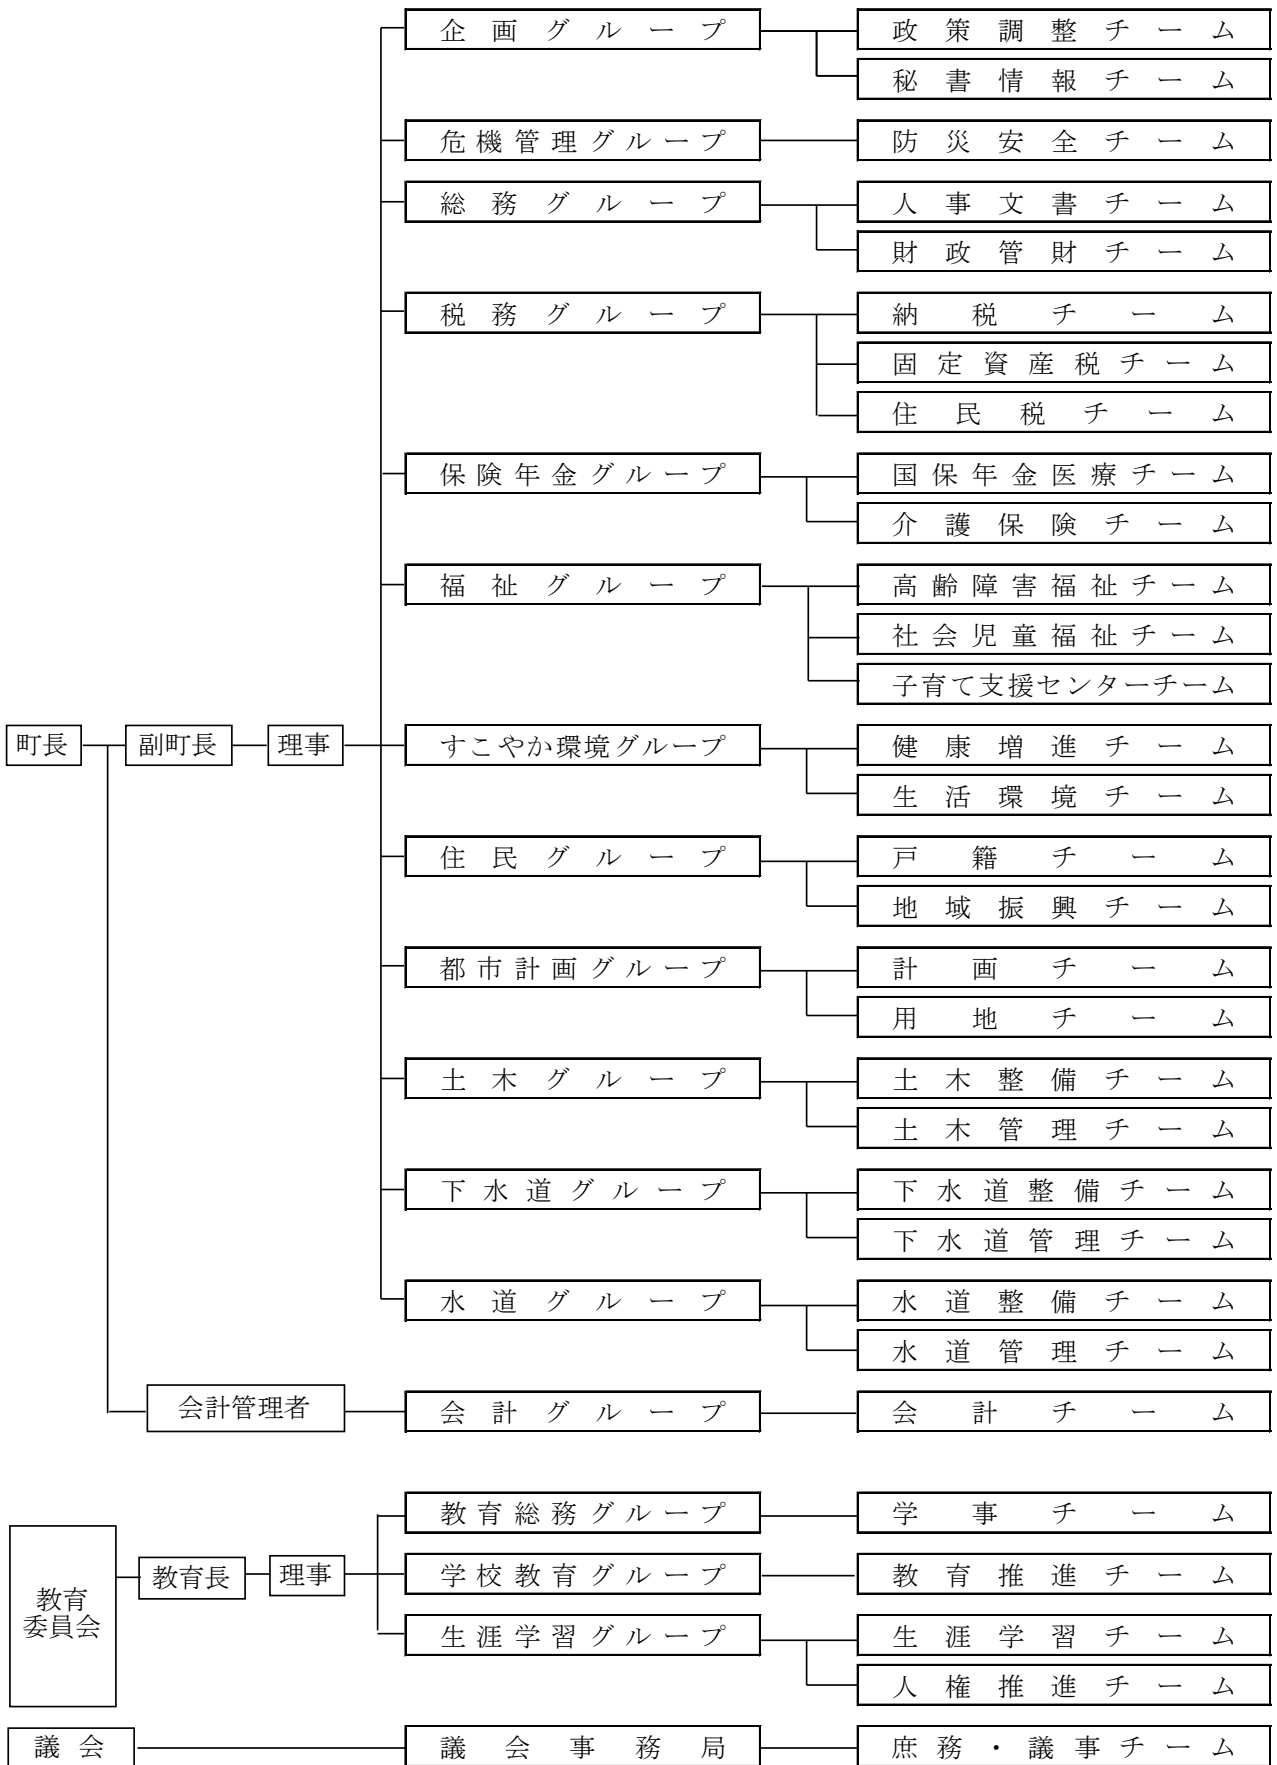 企画グループ 政策調整チーム
秘書情報チーム
危機管理グループ 防災安全チーム
総務グループ 人事文書チーム
財政管財チーム
税務グループ 納税チーム
固定資産税チーム
住民税チーム
保険年金グループ 国保年金医療チーム
介護保険チーム
福祉グループ 高齢障害福祉チーム
社会児童福祉チーム
子育て支援センターチーム
町長 副町長 理事 すこやか環境グループ 健康増進チーム
生活環境チーム
住民グループ 戸籍チーム
地域振興チーム
都市計画グループ 計画チーム
用地チーム
土木グループ 土木整備チーム
土木管理チーム
下水道グループ 下水道整備チーム
下水道管理チーム
水道グループ 水道整備チーム
水道管理チーム
会計管理者 会計グループ 会計チーム
教育総務グループ 学事チーム
教育長 理事 学校教育グループ 教育推進チーム
教育
委員会
生涯学習グループ 生涯学習チーム
人権推進チーム
議会 議会事務局 庶務・議事チーム